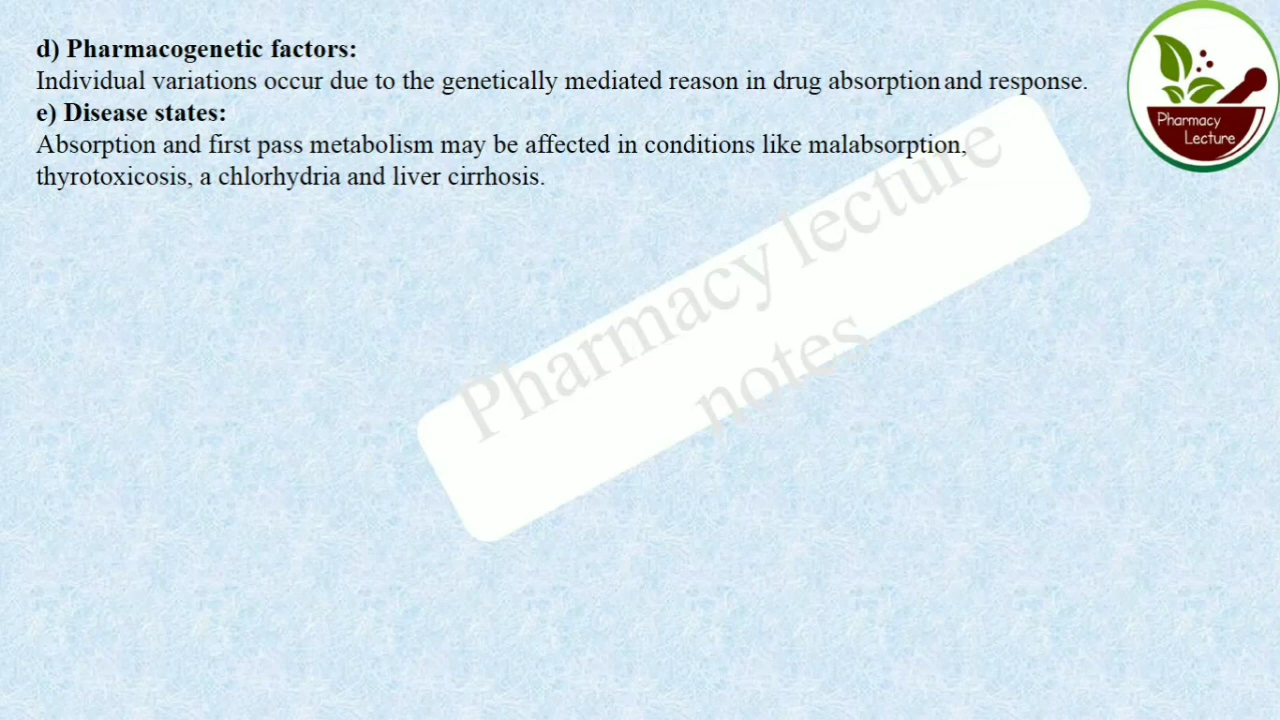 d) Pharmacogenetic factors:
Individual variations occur due to the genetically mediated reason in drug absorption and response.
e) Disease states:
Absorption and first pass metabolism may be affected in conditions like malabsorption,
thyrotoxicosis, a chlorhydria and liver cirrhosis.
Pharmacy
Lecture
Pharmacy lecture
notes